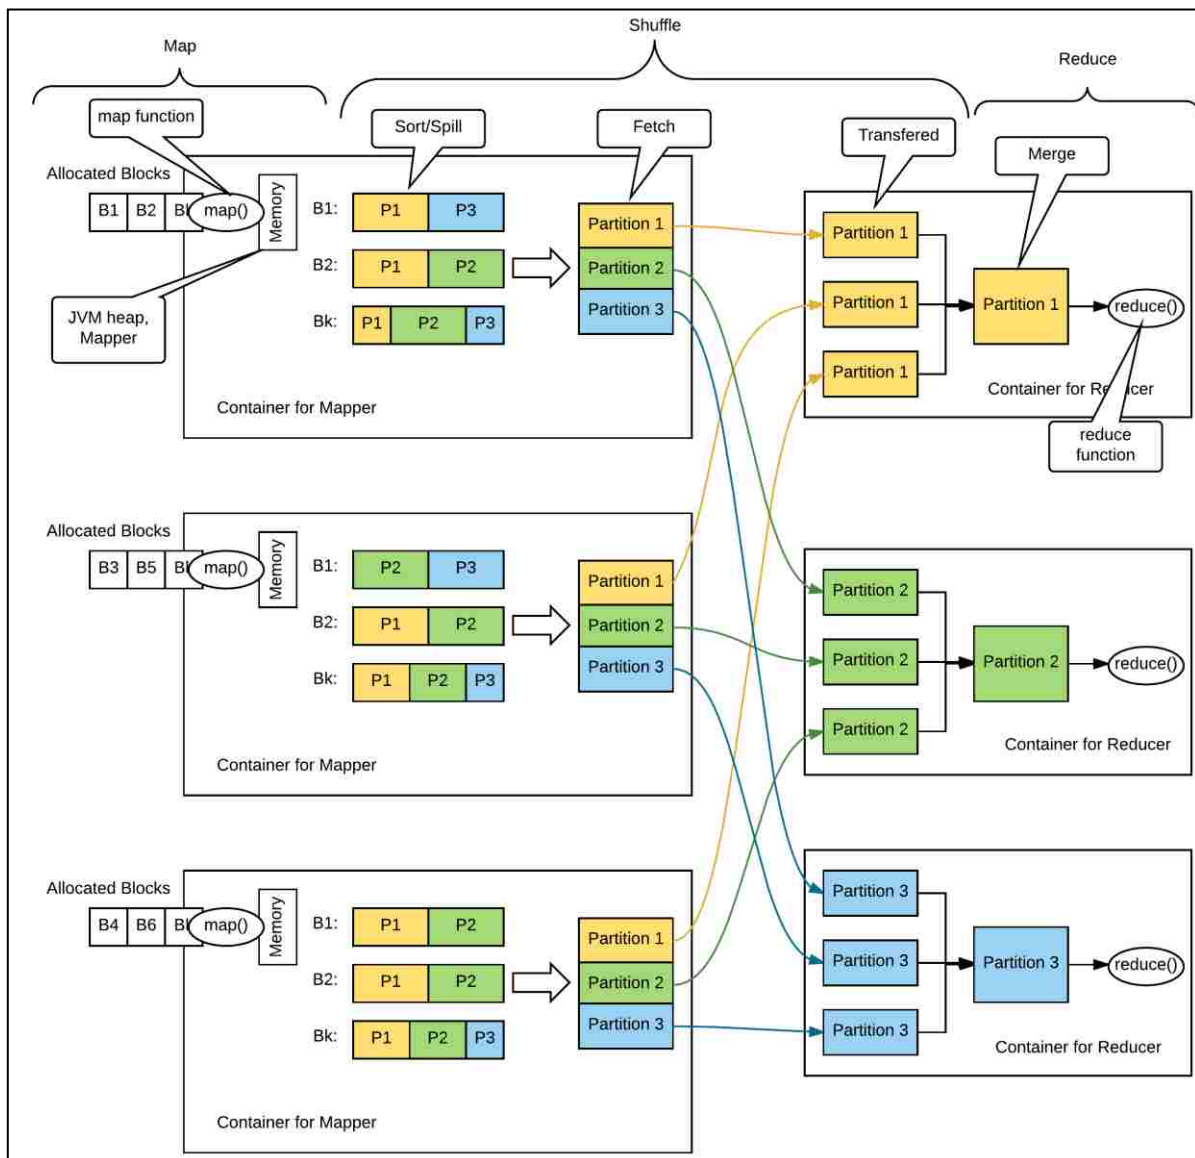 Map
Shuffle
Reduce
map function
Sort/Spill
Fetch
Transfered
Merge
Allocated Blocks
B1 B2
map()
Memory
JVM heap,
Mapper
B1: P1 P3
B2: P1 P2
Bk: P1 P2 P3
Partition 1
Partition 2
Partition 3
Container for Mapper
Partition 1
Partition 1
Partition 1
Partition 1
reduce()
Container for Reducer
reduce
function
Allocated Blocks
B3 B5
map()
Memory
B1: P2 P3
B2: P1 P2
Bk: P1 P2 P3
Partition 1
Partition 2
Partition 3
Container for Mapper
Partition 2
Partition 2
Partition 2
Partition 2
reduce()
Container for Reducer
Allocated Blocks
B4 B6
map()
Memory
B1: P1 P2
B2: P1 P2
Bk: P1 P2 P3
Partition 1
Partition 2
Partition 3
Container for Mapper
Partition 3
Partition 3
Partition 3
Partition 3
reduce()
Container for Reducer